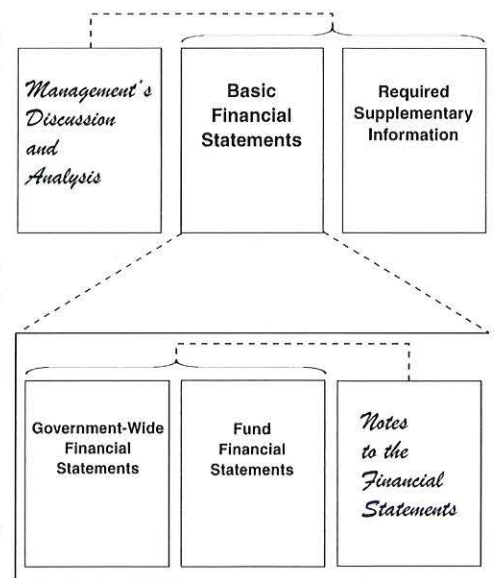 Management's
Discussion
and
Analysis
Basic
Financial
Statements
Required
Supplementary
Information
Government-Wide
Financial
Statements
Fund
Financial
Statements
Notes
to the
Financial
Statements